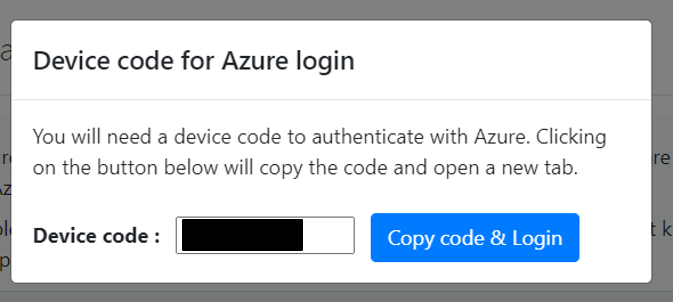 Device code for Azure login
You will need a device code to authenticate with Azure. Clicking
on the button below will copy the code and open a new tab.
Device code :
Copy code & Login